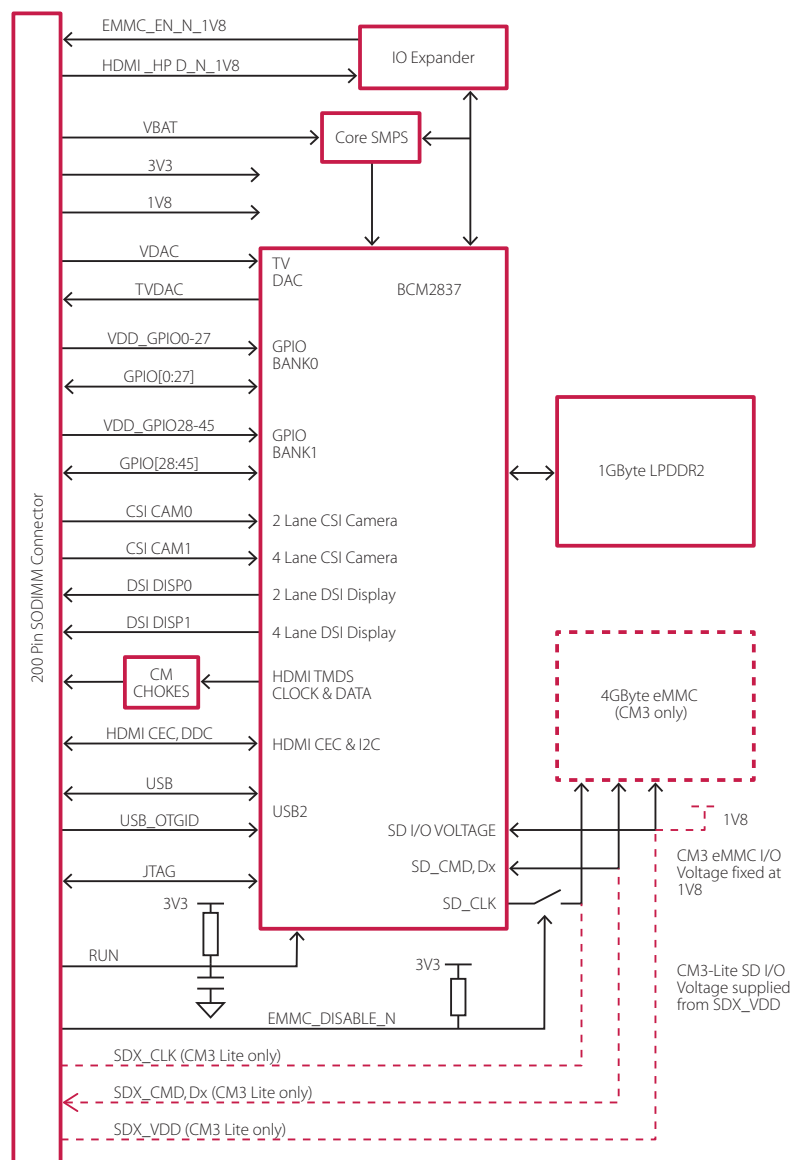 EMMC_EN_N_1V8
IO Expander
HDMI _HP D_N_1V8
VBAT
Core SMPS
3V3
1V8
VDAC
TV
DAC
BCM2837
TVDAC
VDD_GPIO0-27
GPIO
BANK0
GPIO[0:27]
VDD_GPIO28-45
GPIO
BANK1
GPIO[28:45]
1GByte LPDDR2
200 Pin SODIMM Connector
CSI CAM0
2 Lane CSI Camera
CSI CAM1
4 Lane CSI Camera
DSI DISP0
2 Lane DSI Display
DSI DISP1
4 Lane DSI Display
CM
CHOKES
HDMI TMDS
CLOCK & DATA
4GByte eMMC
(CM3 only)
HDMI CEC, DDC
HDMI CEC & I2C
USB
USB2
USB_OTGID
SD I/O VOLTAGE
1V8
SD_CMD, Dx
CM3 eMMC I/O
Voltage fixed at
1V8
JTAG
SD_CLK
3V3
RUN
3V3
CM3-Lite SD I/O
Voltage supplied
from SDX_VDD
EMMC_DISABLE_N
SDX_CLK (CM3 Lite only)
SDX_CMD, Dx (CM3 Lite only)
SDX_VDD (CM3 Lite only)